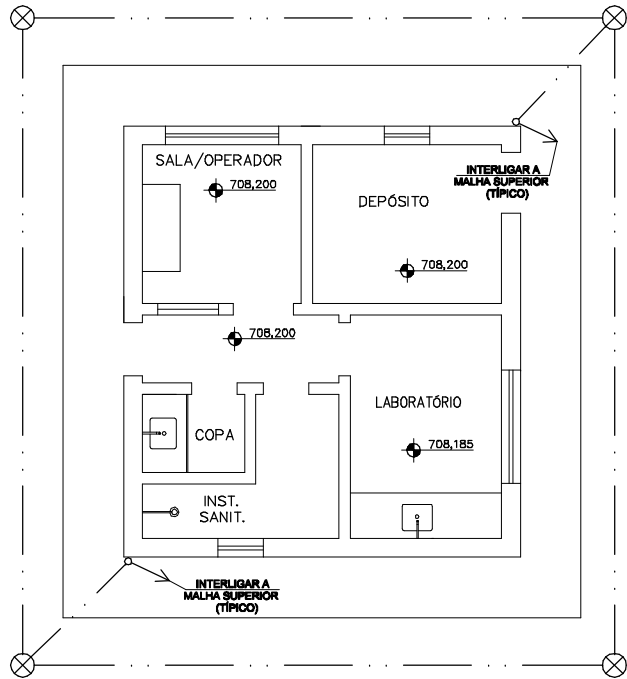 SALA/OPERADOR
708,200
INTERLIGAR A
MALHA SUPERIOR
(TÍPICO)
DEPÓSITO
708,200
708,200
LABORATÓRIO
COPA
708,185
INST.
SANIT.
INTERLIGAR A
MALHA SUPERIOR
(TÍPICO)